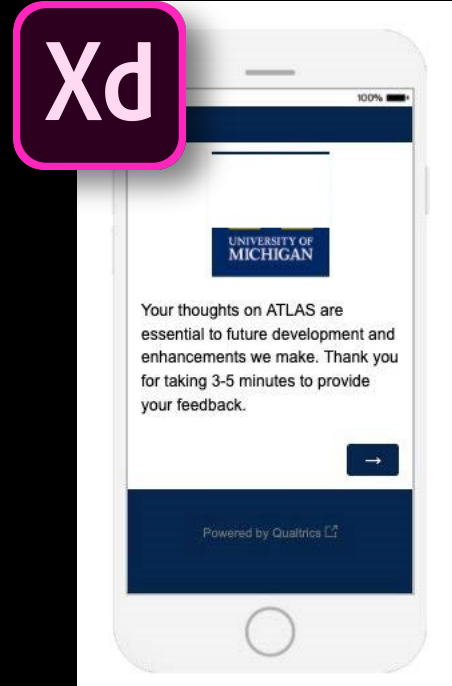 Xd
100%
UNIVERSITY OF
MICHIGAN
Your thoughts on ATLAS are
essential to future development and
enhancements we make. Thank you
for taking 3-5 minutes to provide
your feedback.
→
Powered by Qualtrics